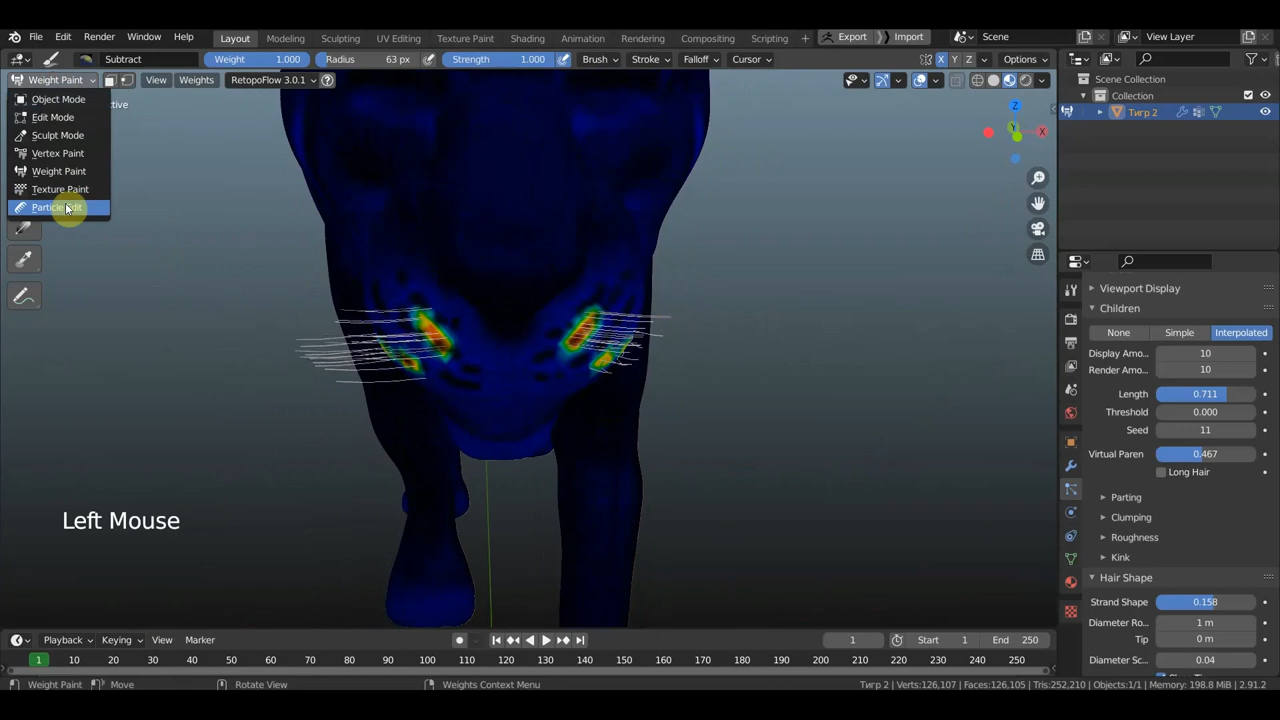 File Edit Render Window Help Layout Modeling Sculpting UV Editing Texture Paint Shading Animation Rendering Compositing Scripting + Export Import Scene View Layer
Subtract Weight 1.000 Radius 63 px Strength 1.000 Brush Stroke Falloff Cursor X Y Z Options
Weight Paint View Weights RetopoFlow 3.0.1
Scene Collection
Collection
Тигр 2
Object Mode
Edit Mode
Sculpt Mode
Vertex Paint
Weight Paint
Texture Paint
Z
Y
X
Viewport Display
Children
None Simple Interpolated
Display Amo... 10
Render Amo... 10
Length 0.711
Threshold 0.000
Seed 11
Virtual Paren 0.467
Long Hair
Parting
Clumping
Roughness
Kink
Hair Shape
Strand Shape 0.158
Diameter Ro... 1 m
Tip 0 m
Diameter Sc... 0.04
Left Mouse
Playback Keying View Marker 1 Start 1 End 250
1 10 20 30 40 50 60 70 80 90 100 110 120 130 140 150 160 170 180 190 200 210 220 230 240 250
Weight Paint Move Rotate View Weights Context Menu Тигр 2 | Verts:126,107 | Faces:126,105 | Tris:252,210 | Objects:1/1 | Memory: 198.8 MiB | 2.91.2